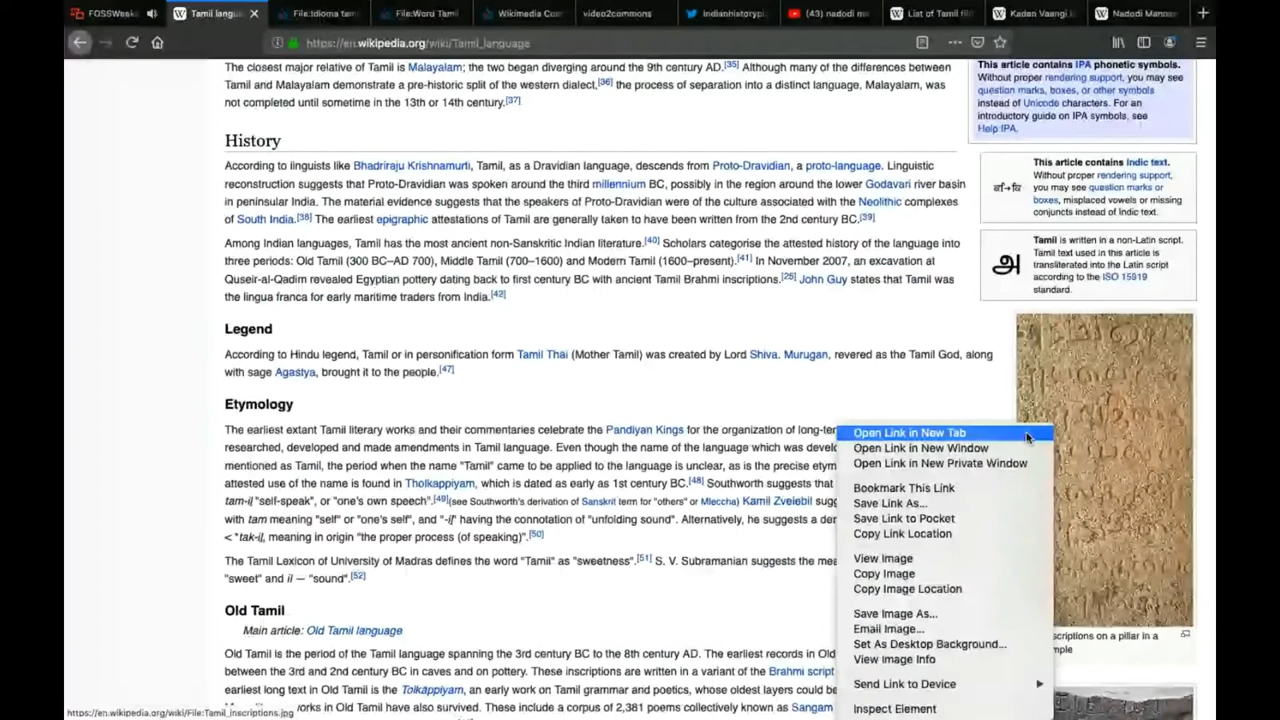 FOSSWeeks
Tamil langu
File:Idioma tam
File:Word Tamil
Wikimedia Com
video2commons
indianhistorypi
(43) nadodi m
List of Tamil fil
Kadan Vaangi
Nadodi Mannan
https://en.wikipedia.org/wiki/Tamil_language
The closest major relative of Tamil is Malayalam; the two began diverging around the 9th century AD.[35] Although many of the differences between
Tamil and Malayalam demonstrate a pre-historic split of the western dialect,[36] the process of separation into a distinct language, Malayalam, was
not completed until sometime in the 13th or 14th century.[37]
History
According to linguists like Bhadriraju Krishnamurti, Tamil, as a Dravidian language, descends from Proto-Dravidian, a proto-language. Linguistic
reconstruction suggests that Proto-Dravidian was spoken around the third millennium BC, possibly in the region around the lower Godavari river basin
in peninsular India. The material evidence suggests that the speakers of Proto-Dravidian were of the culture associated with the Neolithic complexes
of South India.[38] The earliest epigraphic attestations of Tamil are generally taken to have been written from the 2nd century BC.[39]
Among Indian languages, Tamil has the most ancient non-Sanskritic Indian literature.[40] Scholars categorise the attested history of the language into
three periods: Old Tamil (300 BC–AD 700), Middle Tamil (700–1600) and Modern Tamil (1600–present).[41] In November 2007, an excavation at
Quseir-al-Qadim revealed Egyptian pottery dating back to first century BC with ancient Tamil Brahmi inscriptions.[25] John Guy states that Tamil was
the lingua franca for early maritime traders from India.[42]
Legend
According to Hindu legend, Tamil or in personification form Tamil Thai (Mother Tamil) was created by Lord Shiva. Murugan, revered as the Tamil God, along
with sage Agastya, brought it to the people.[47]
Etymology
The earliest extant Tamil literary works and their commentaries celebrate the Pandiyan Kings for the organization of long-ter
researched, developed and made amendments in Tamil language. Even though the name of the language which was devel
mentioned as Tamil, the period when the name "Tamil" came to be applied to the language is unclear, as is the precise etym
attested use of the name is found in Tholkappiyam, which is dated as early as 1st century BC.[48] Southworth suggests that
tam-iḻ "self-speak", or "one's own speech".[49](see Southworth's derivation of Sanskrit term for "others" or Mleccha) Kamil Zvelebil sugg
with tam meaning "self" or "one's self", and "-iḻ" having the connotation of "unfolding sound". Alternatively, he suggests a der
< *tak-iḻ, meaning in origin "the proper process (of speaking)".[50]
The Tamil Lexicon of University of Madras defines the word "Tamil" as "sweetness".[51] S. V. Subramanian suggests the mea
"sweet" and il — "sound".[52]
Old Tamil
Main article: Old Tamil language
Old Tamil is the period of the Tamil language spanning the 3rd century BC to the 8th century AD. The earliest records in Old
between the 3rd and 2nd century BC in caves and on pottery. These inscriptions are written in a variant of the Brahmi script
earliest long text in Old Tamil is the Tolkāppiyam, an early work on Tamil grammar and poetics, whose oldest layers could be
works in Old Tamil have also survived. These include a corpus of 2,381 poems collectively known as Sangam
https://en.wikipedia.org/wiki/File:Tamil_inscriptions.jpg
This article contains IPA phonetic symbols.
Without proper rendering support, you may see
question marks, boxes, or other symbols
instead of Unicode characters. For an
introductory guide on IPA symbols, see
Help:IPA.
This article contains Indic text.
Without proper rendering support,
you may see question marks or
boxes, misplaced vowels or missing
conjuncts instead of Indic text.
அ
Tamil is written in a non-Latin script.
Tamil text used in this article is
transliterated into the Latin script
according to the ISO 15919
standard.
Open Link in New Tab
Open Link in New Window
Open Link in New Private Window
Bookmark This Link
Save Link As...
Save Link to Pocket
Copy Link Location
View Image
Copy Image
Copy Image Location
Save Image As...
Email Image...
Set As Desktop Background...
View Image Info
Send Link to Device
Inspect Element
scriptions on a pillar in a
mple